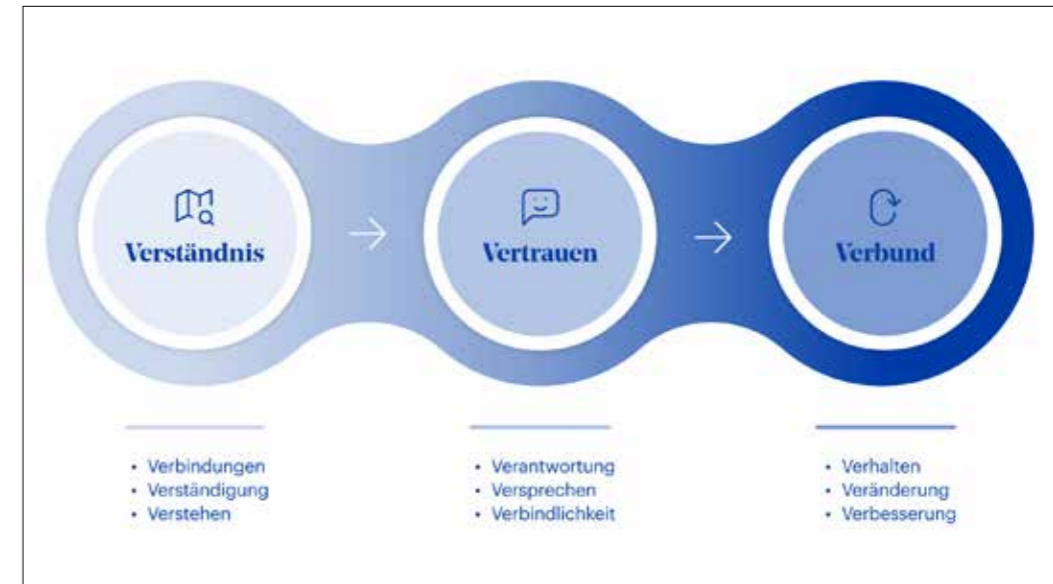 Verständnis
Vertrauen
Verbund
• Verbindungen
• Verständigung
• Verstehen
• Verantwortung
• Versprechen
• Verbindlichkeit
• Verhalten
• Veränderung
• Verbesserung